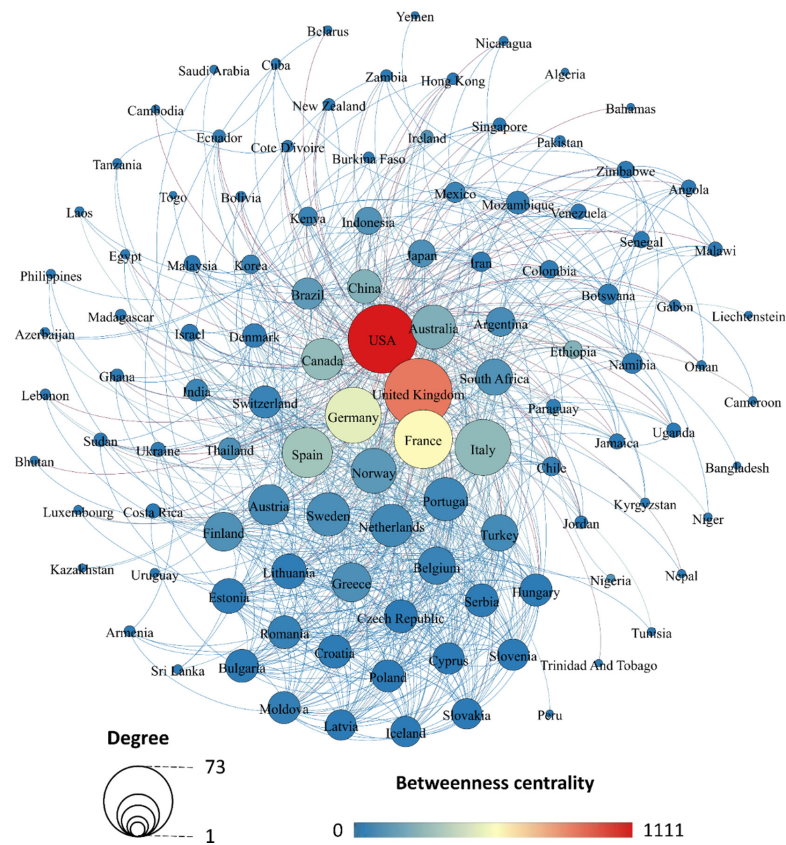 Yemen
Belarus
Nicaragua
Cuba
Saudi Arabia
Zambia
Hong Kong
Algeria
New Zealand
Cambodia
Bahamas
Singapore
Ecuador
Ireland
Pakistan
Cote D'ivoire
Burkina Faso
Tanzania
Zimbabwe
Angola
Togo
Bolivia
Mexico
Mozambique
Venezuela
Laos
Kenya
Indonesia
Senegal
Malawi
Egypt
Malaysia
Korea
Japan
Iran
Colombia
Philippines
Brazil
China
Botswana
Gabon
Liechtenstein
Madagascar
Azerbaijan
Israel
Denmark
USA
Australia
Argentina
Ethiopia
Canada
Namibia
Oman
Ghana
South Africa
Lebanon
India
Switzerland
United Kingdom
Cameroon
Paraguay
Germany
Sudan
Ukraine
Thailand
Spain
France
Italy
Jamaica
Uganda
Bhutan
Norway
Chile
Bangladesh
Luxembourg
Costa Rica
Austria
Sweden
Netherlands
Portugal
Kyrgyzstan
Finland
Turkey
Jordan
Niger
Kazakhstan
Uruguay
Lithuania
Greece
Belgium
Nigeria
Nepal
Estonia
Serbia
Hungary
Czech Republic
Armenia
Romania
Tunisia
Croatia
Cyprus
Slovenia
Sri Lanka
Bulgaria
Poland
Trinidad And Tobago
Moldova
Latvia
Iceland
Slovakia
Peru
Degree
73
1
Betweenness centrality
0
1111